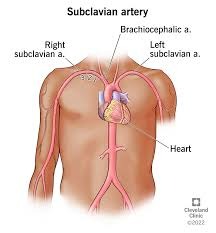 Subclavian artery
Brachiocephalic a.
Right
subclavian a.
Left
subclavian a.
Heart
Cleveland
Clinic
©2022